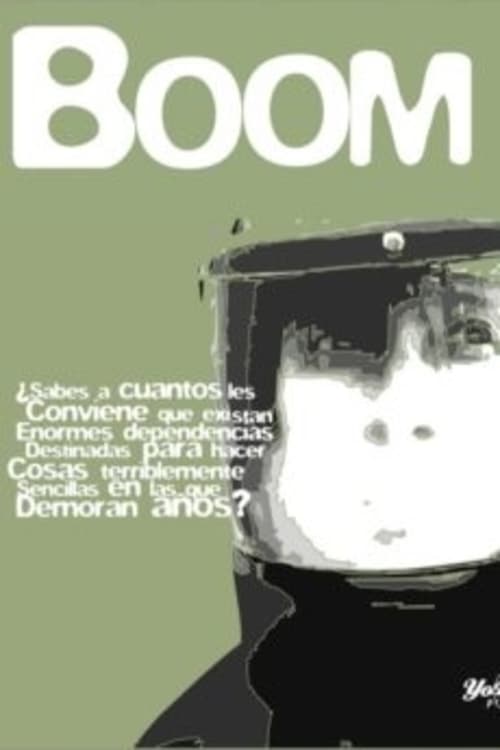 BOOM
¿Sabes a cuantos les
Conviene que existan
Enormes dependencias
Destinadas para hacer
Cosas terriblemente
Sencillas en las que
Demoran años?